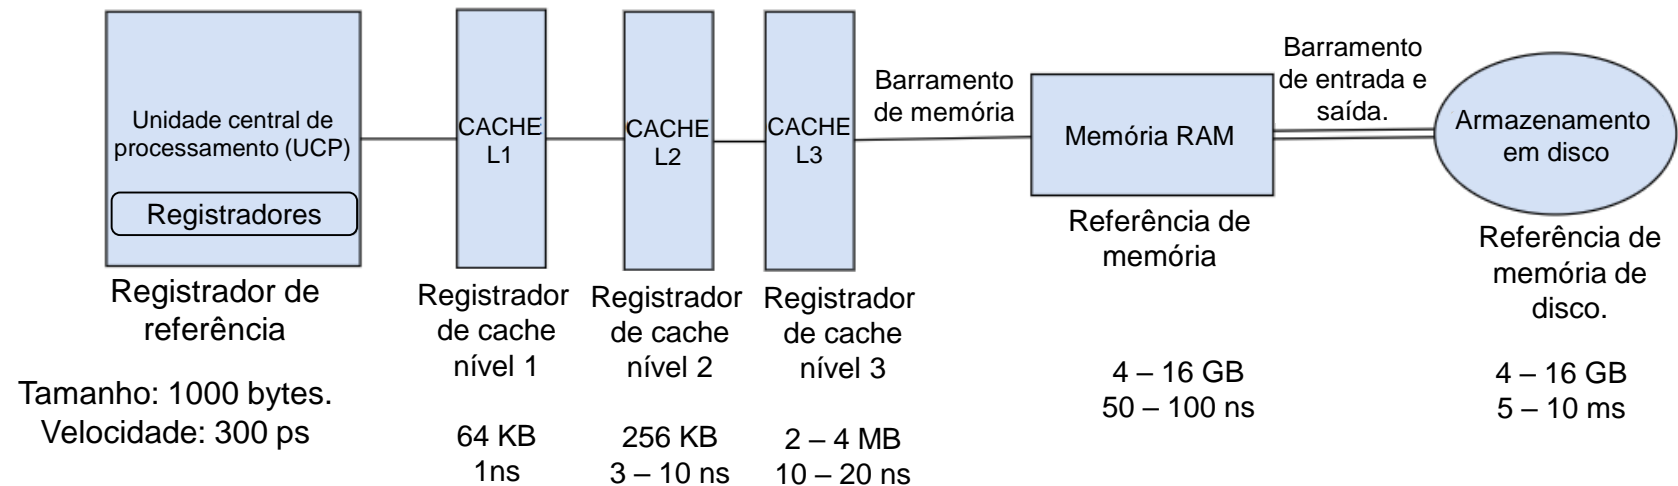 Unidade central de
processamento (UCP)
Registradores
Registrador de
referência
Tamanho: 1000 bytes.
Velocidade: 300 ps
CACHE
L1
Registrador
de cache
nível 1
64 KB
1ns
CACHE
L2
Registrador
de cache
nível 2
256 KB
3 – 10 ns
CACHE
L3
Registrador
de cache
nível 3
2 – 4 MB
10 – 20 ns
Barramento
de memória
Memória RAM
Referência de
memória
4 – 16 GB
50 – 100 ns
Barramento
de entrada e
saída.
Armazenamento
em disco
Referência de
memória de
disco.
4 – 16 GB
5 – 10 ms